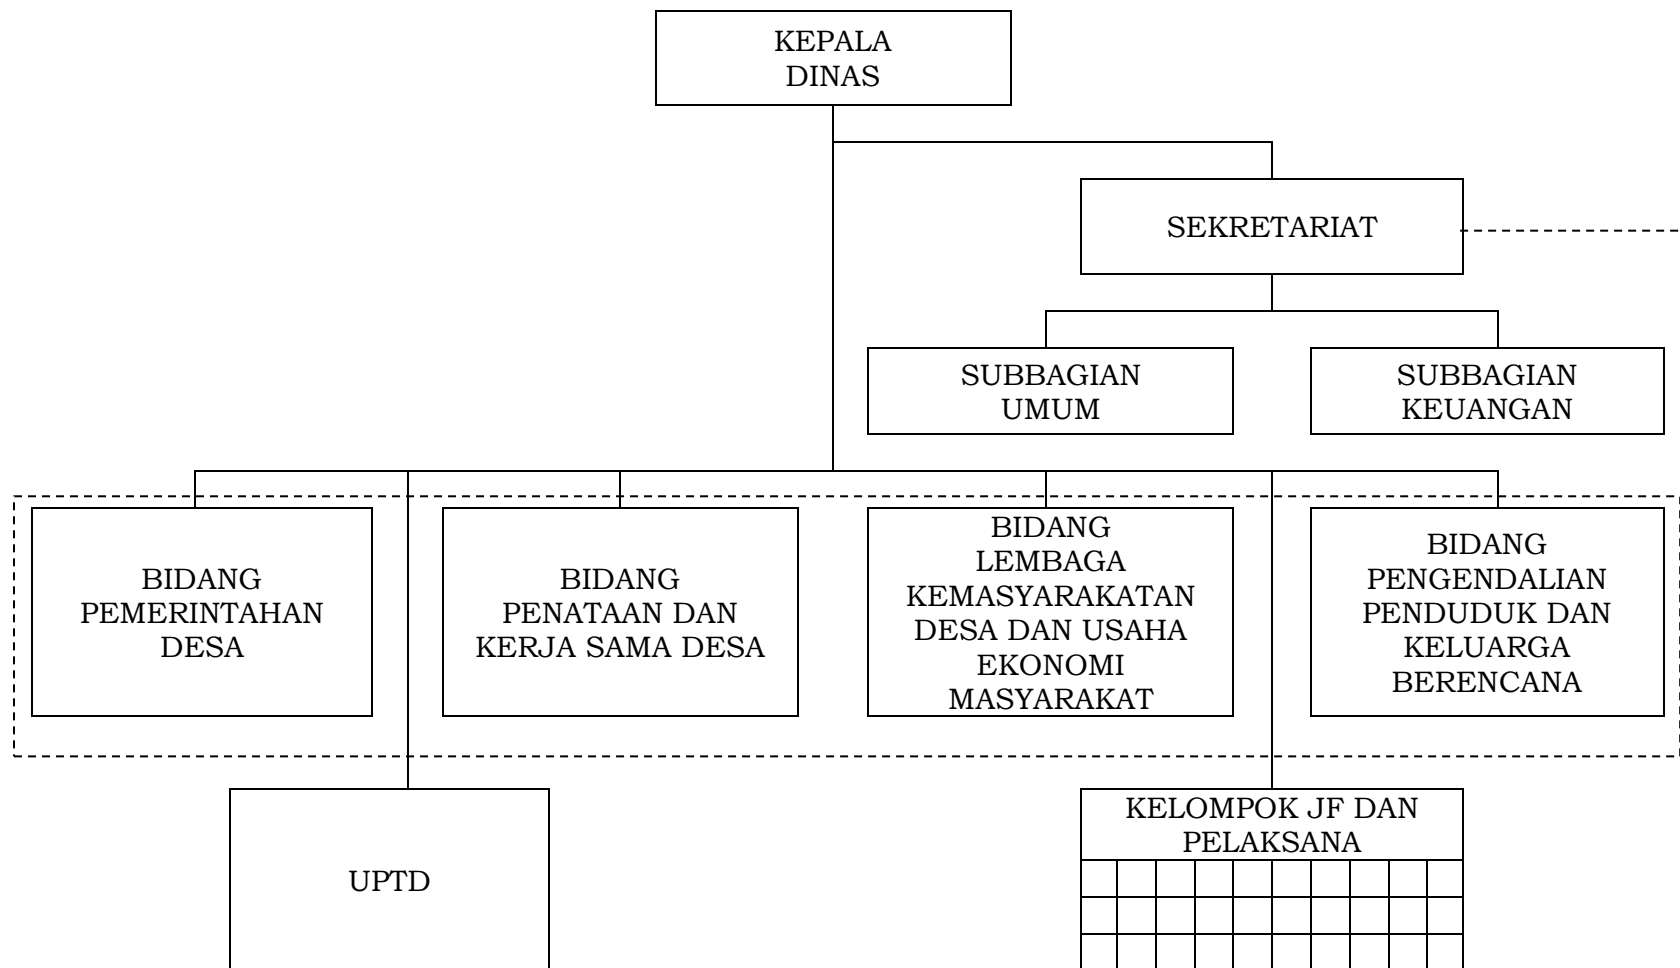 KEPALA
DINAS
SEKRETARIAT
SUBBAGIAN
UMUM
SUBBAGIAN
KEUANGAN
BIDANG
PEMERINTAHAN
DESA
BIDANG
PENATAAN DAN
KERJA SAMA DESA
BIDANG
LEMBAGA
KEMASYARAKATAN
DESA DAN USAHA
EKONOMI
MASYARAKAT
BIDANG
PENGENDALIAN
PENDUDUK DAN
KELUARGA
BERENCANA
UPTD
KELOMPOK JF DAN
PELAKSANA